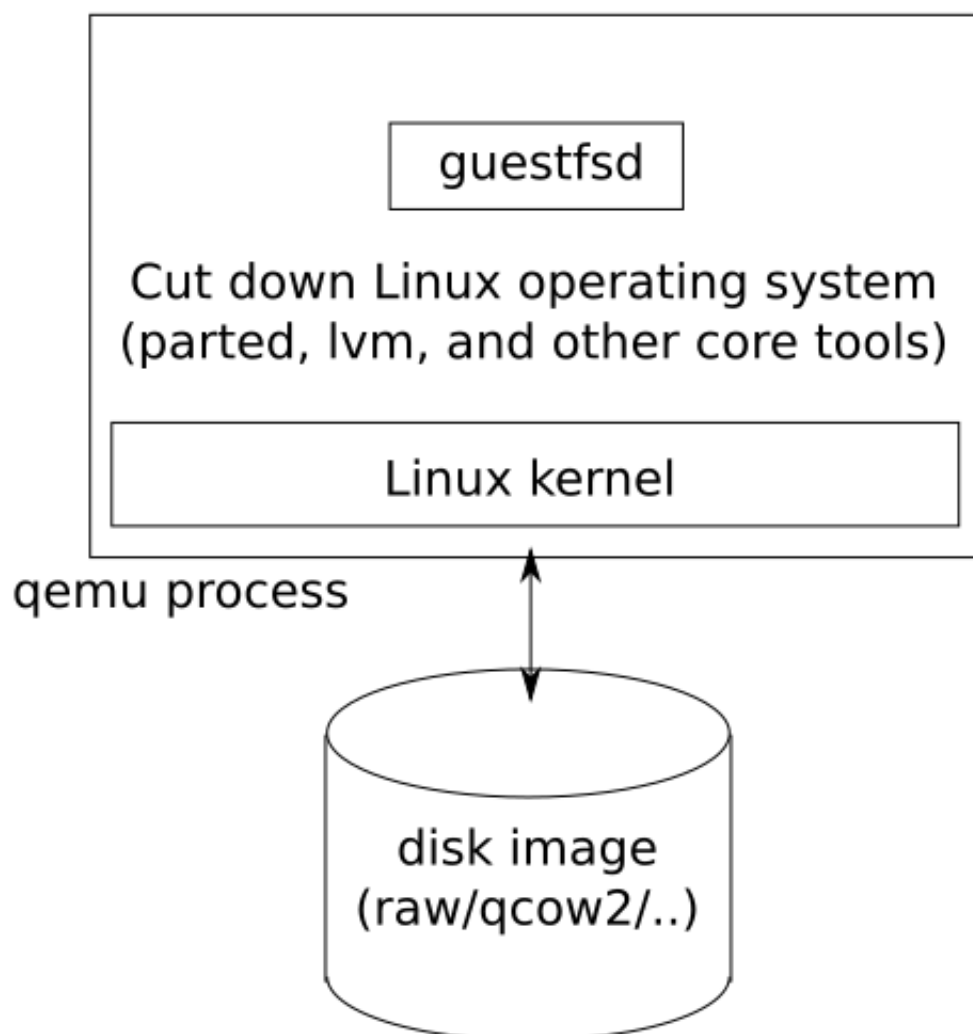 guestfsd
Cut down Linux operating system
(parted, lvm, and other core tools)
Linux kernel
qemu process
disk image
(raw/qcow2/..)